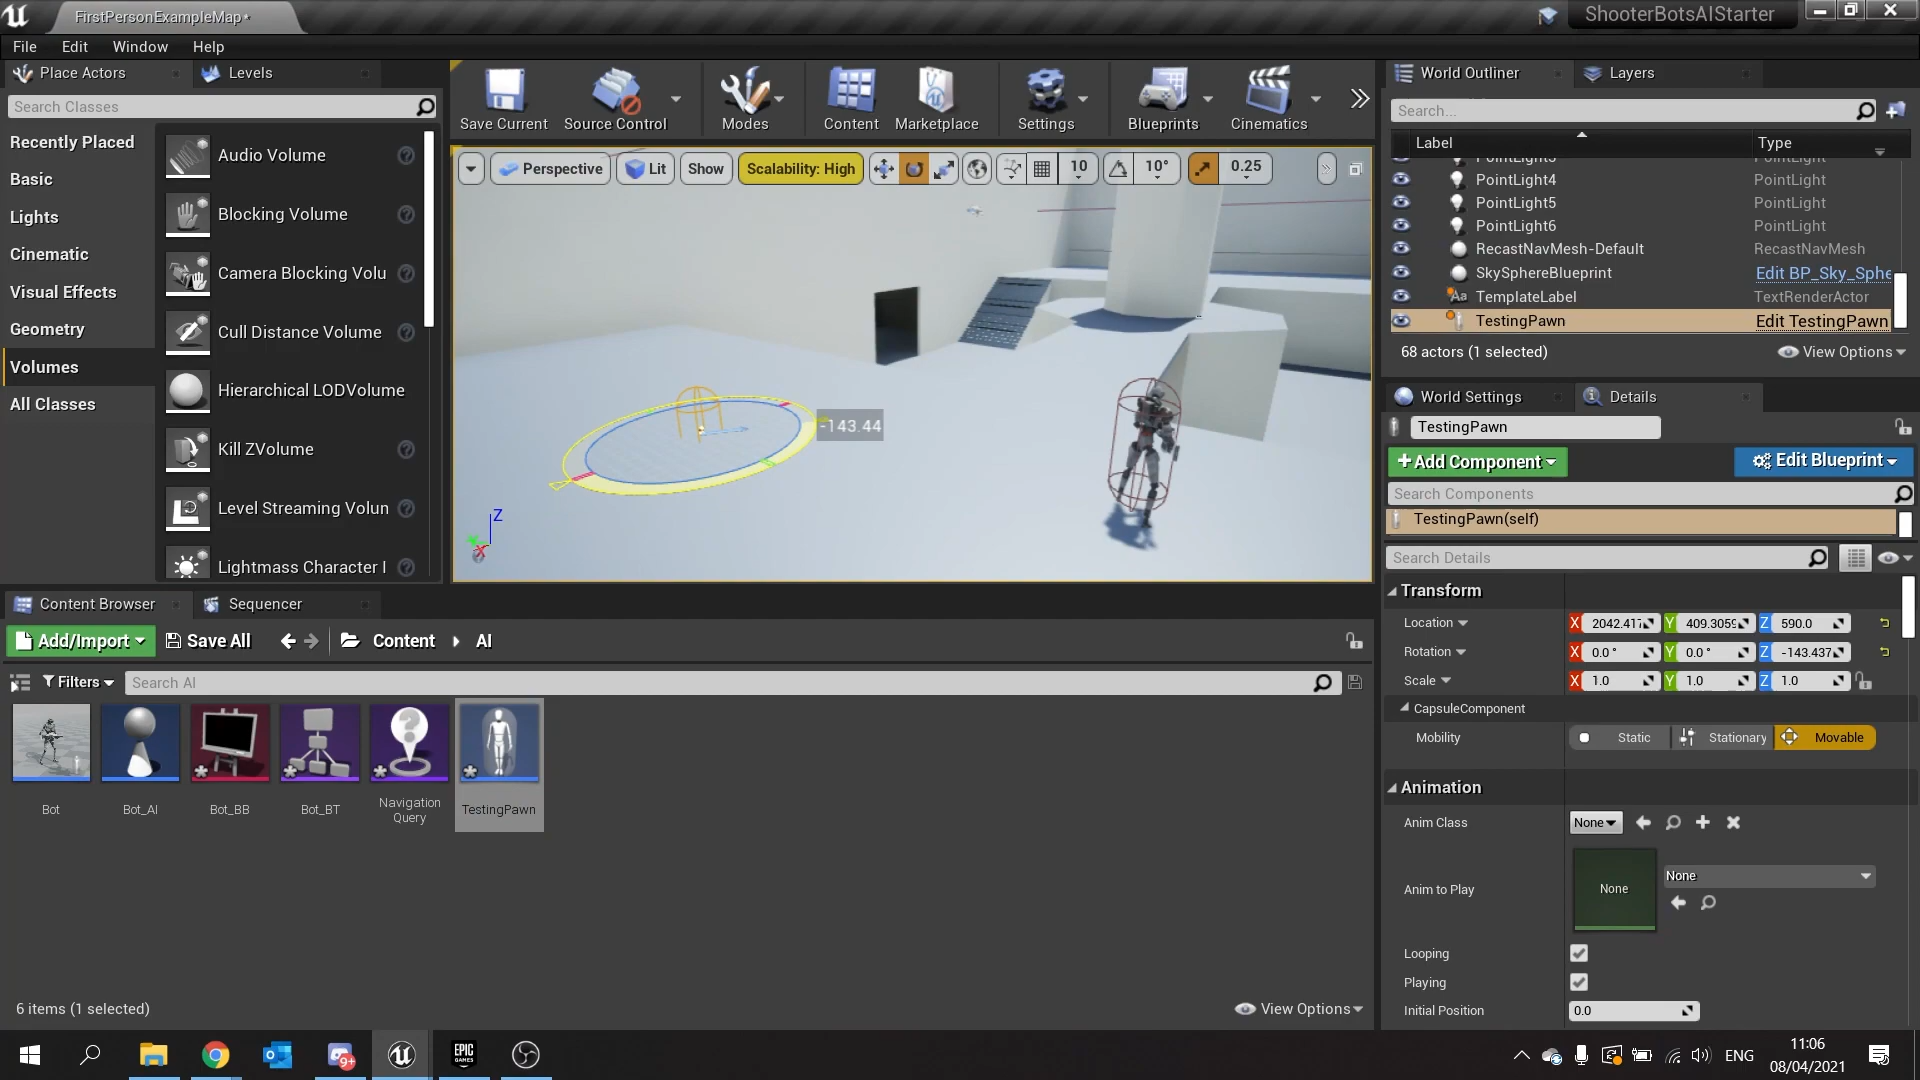 FirstPersonExampleMap*
ShooterBotsAIStarter
File Edit Window Help
Place Actors
Levels
Search Classes
Recently Placed
Basic
Lights
Cinematic
Visual Effects
Geometry
Volumes
All Classes
Audio Volume
Blocking Volume
Camera Blocking Volu
Cull Distance Volume
Hierarchical LODVolume
Kill ZVolume
Level Streaming Volun
Lightmass Character I
Save Current
Source Control
Modes
Content
Marketplace
Settings
Blueprints
Cinematics
Perspective
Lit
Show
Scalability: High
10
10°
0.25
-143.44
Z
X
World Outliner
Layers
Search...
Label
Type
PointLight4 PointLight
PointLight5 PointLight
PointLight6 PointLight
RecastNavMesh-Default RecastNavMesh
SkySphereBlueprint Edit BP_Sky_Sphe
TemplateLabel TextRenderActor
TestingPawn Edit TestingPawn
68 actors (1 selected)
View Options
World Settings
Details
TestingPawn
+Add Component
Edit Blueprint
Search Components
TestingPawn(self)
Search Details
Transform
Location X 2042.417 Y 409.3059 Z 590.0
Rotation X 0.0 ° Y 0.0 ° Z -143.437
Scale X 1.0 Y 1.0 Z 1.0
CapsuleComponent
Mobility Static Stationary Movable
Animation
Anim Class None
Anim to Play None None
Looping
Playing
Initial Position 0.0
Content Browser
Sequencer
Add/Import
Save All
Content
AI
Filters
Search AI
Bot
Bot_AI
Bot_BB
Bot_BT
Navigation
Query
TestingPawn
6 items (1 selected)
View Options
9+
EPIC
GAMES
ENG
11:06
08/04/2021